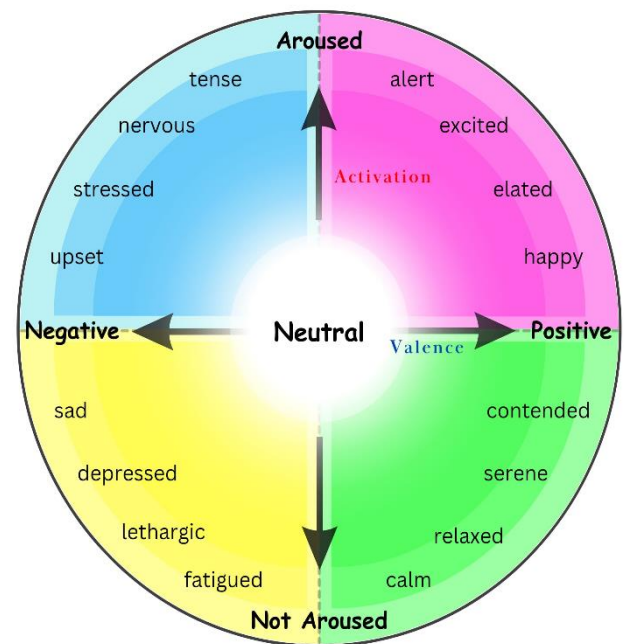 Aroused
tense
alert
nervous
excited
Activation
stressed
elated
upset
happy
Negative
Neutral
Positive
Valence
sad
contended
depressed
serene
lethargic
relaxed
fatigued
calm
Not Aroused